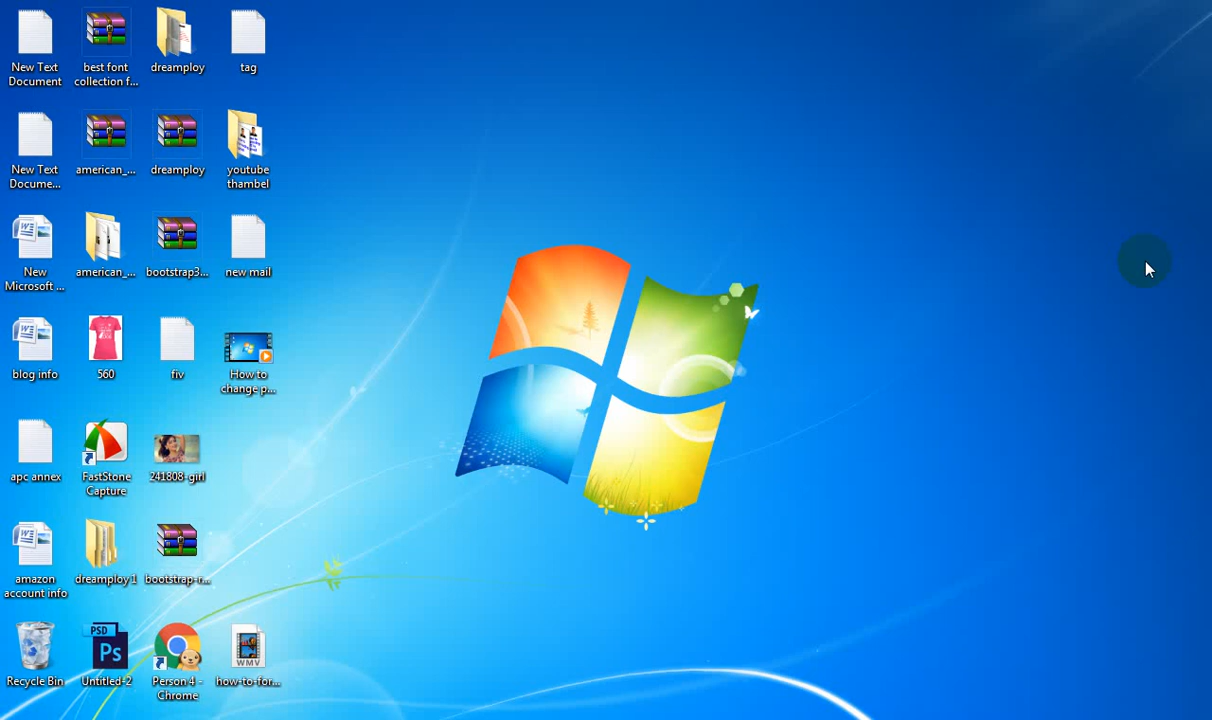 New Text
Document
best font
collection f...
dreamploy
tag
New Text
Docume...
american_...
dreamploy
youtube
thambel
New
Microsoft ...
american_...
bootstrap3...
new mail
blog info
560
fiv
How to
change p...
apc annex
FastStone
Capture
241808-girl
amazon
account info
dreamploy 1
bootstrap-r...
Recycle Bin
PSD
Ps
Untitled-2
Person 4 -
Chrome
WMV
how-to-for...